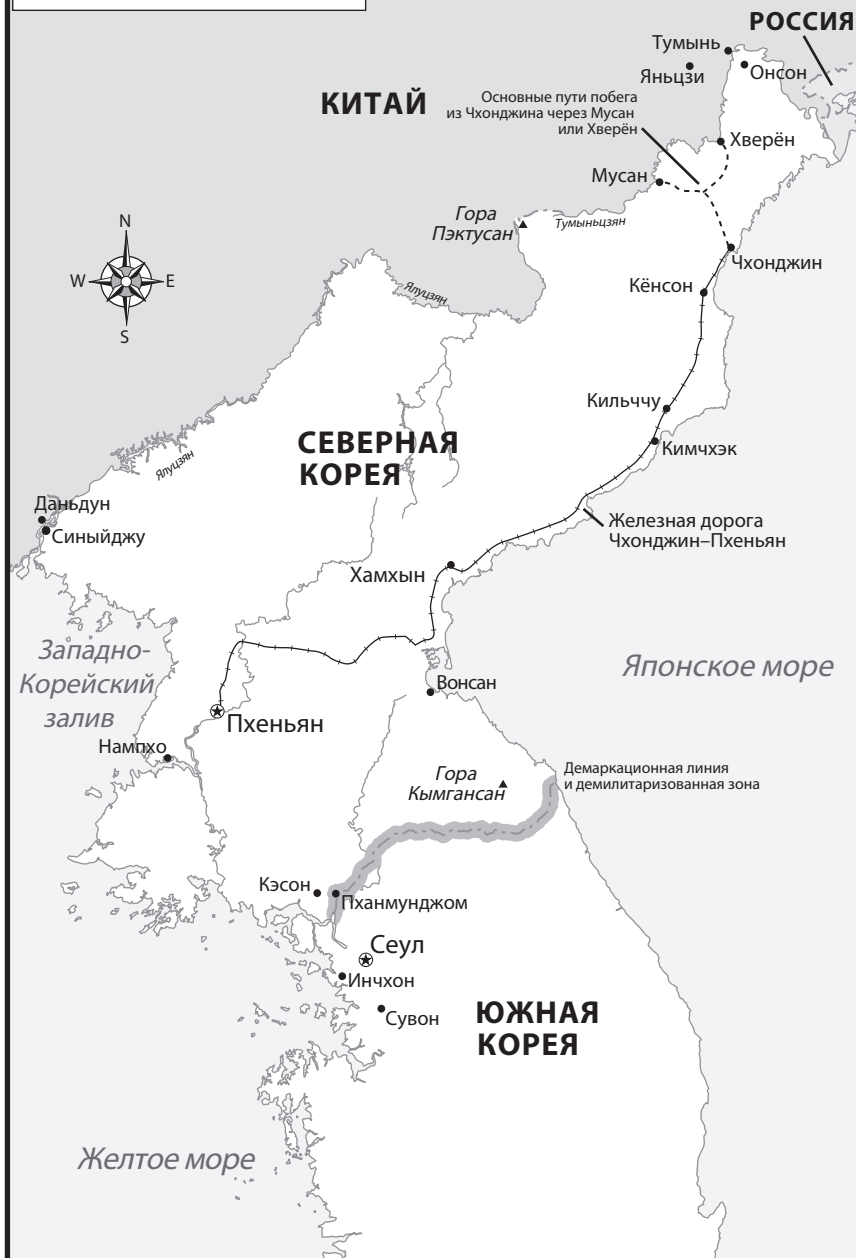 РОССИЯ
Тумынь
Яньцзи
Онсон
КИТАЙ
Основные пути побега
из Чхонджина через Мусан
или Хверён
Хверён
Мусан
Гора
Пэктусан
Тумыньцзян
N
W
E
S
Чхонджин
Кёнсон
Ялуцзян
Кильччу
СЕВЕРНАЯ
КОРЕЯ
Кимчхэк
Ялуцзян
Даньдун
Синыйджу
Железная дорога
Чхонджин–Пхеньян
Хамхын
Западно-
Корейский
залив
Японское море
Вонсан
Пхеньян
Нампхо
Гора
Кымгансан
Демаркационная линия
и демилитаризованная зона
Кэсон
Пханмунджом
Сеул
Инчхон
Сувон
ЮЖНАЯ
КОРЕЯ
Желтое море